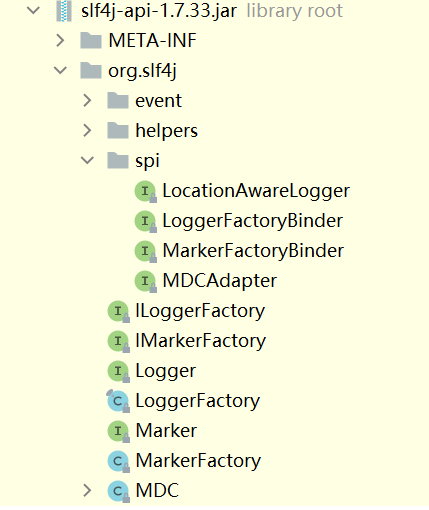 slf4j-api-1.7.33.jar library root
META-INF
org.slf4j
event
helpers
spi
I LocationAwareLogger
I LoggerFactoryBinder
I MarkerFactoryBinder
I MDCAdapter
I ILoggerFactory
I IMarkerFactory
I Logger
C LoggerFactory
I Marker
C MarkerFactory
C MDC